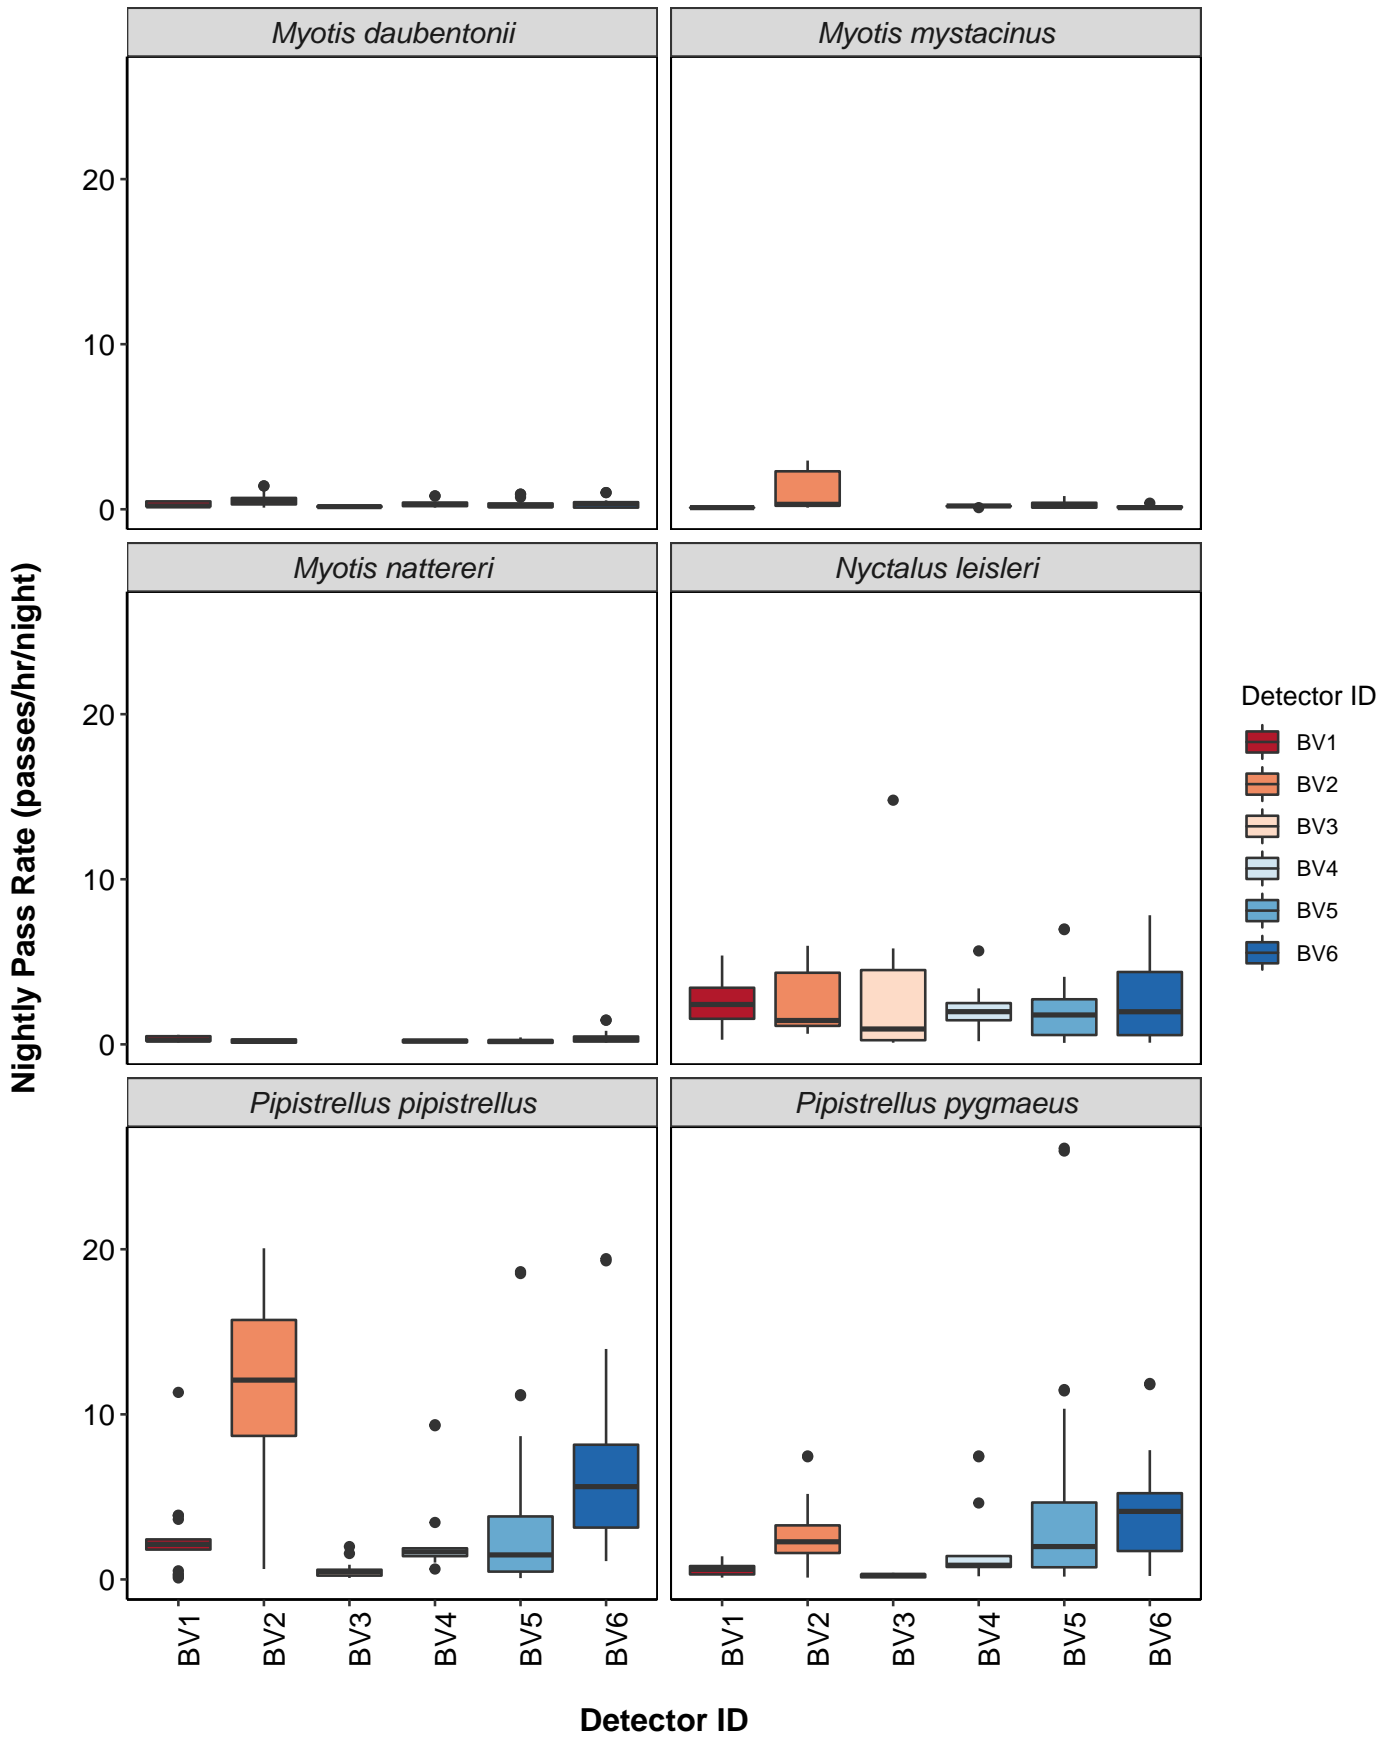 Myotis daubentonii
Myotis mystacinus
20
10
0
Myotis nattereri
Nyctalus leisleri
20
10
0
Pipistrellus pipistrellus
Pipistrellus pygmaeus
20
10
0
BV1
BV2
BV3
BV4
BV5
BV6
BV1
BV2
BV3
BV4
BV5
BV6
Detector ID
Nightly Pass Rate (passes/hr/night)
Detector ID
BV1
BV2
BV3
BV4
BV5
BV6